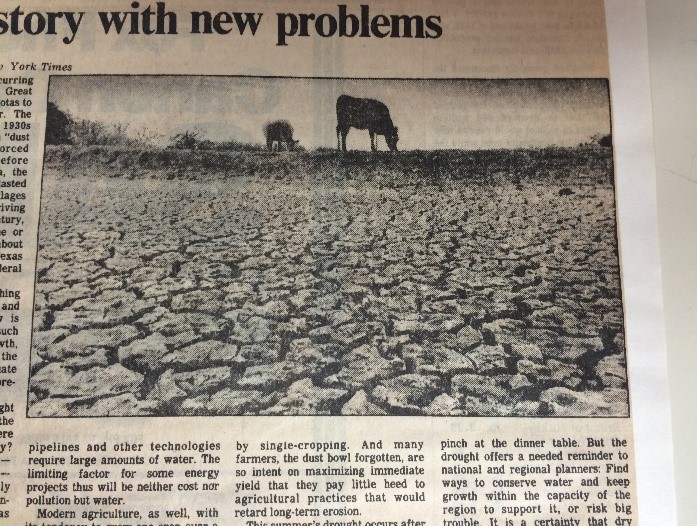 story with new problems
York Times
curring
Great
otas to
r. The
1930s
"dust
orced
efore
a, the
asted
lages
iving
tury,
e or
bout
exas
leral
hing
and
is
such
wth,
the
ate
pre-
ght
the
ere
y?
ly
n-
as
pipelines and other technologies
require large amounts of water. The
limiting factor for some energy
projects thus will be neither cost nor
pollution but water.
Modern agriculture, as well, with
by single-cropping. And many
farmers, the dust bowl forgotten, are
so intent on maximizing immediate
yield that they pay little heed to
agricultural practices that would
retard long-term erosion.
This summer's drought occurs after
pinch at the dinner table. But the
drought offers a needed reminder to
national and regional planners: Find
ways to conserve water and keep
growth within the capacity of the
region to support it, or risk big
trouble. It is a certainty that